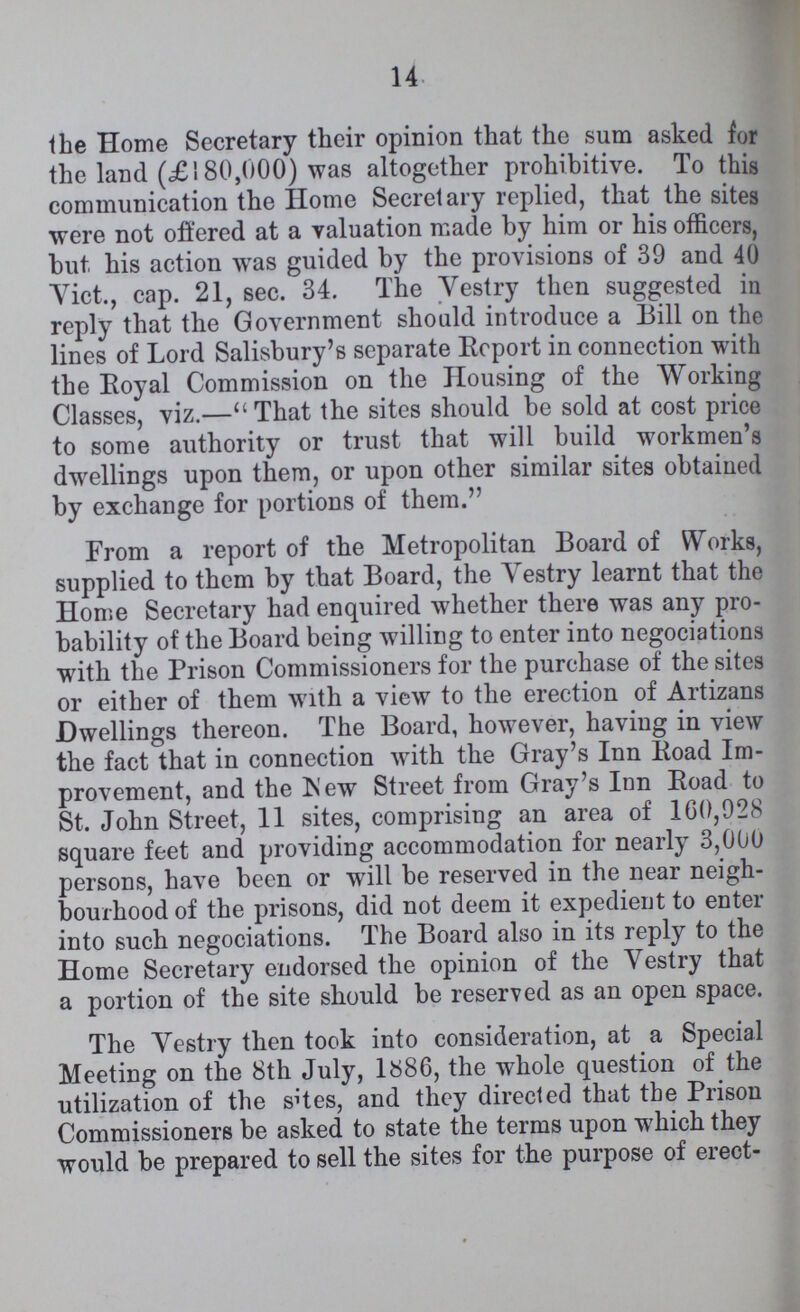 14
the Home Secretary their opinion that the sum asked for
the land (£180,000) was altogether prohibitive. To this
communication the Home Secretary replied, that the sites
were not offered at a valuation made by him or his officers,
but his action was guided by the provisions of 39 and 40
Vict., cap. 21, sec. 34. The Vestry then suggested in
reply that the Government should introduce a Bill on the
lines of Lord Salisbury's separate Report in connection with
the Royal Commission on the Housing of the Working
Classes, viz.—"That the sites should be sold at cost price
to some authority or trust that will build workmen's
dwellings upon them, or upon other similar sites obtained
by exchange for portions of them."
From a report of the Metropolitan Board of Works,
supplied to them by that Board, the Vestry learnt that the
Home Secretary had enquired whether there was any pro-
bability of the Board being willing to enter into negociations
with the Prison Commissioners for the purchase of the sites
or either of them with a view to the erection of Artizans
Dwellings thereon. The Board, however, having in view
the fact that in connection with the Gray's Inn Road Im-
provement, and the New Street from Gray's Inn Road to
St. John Street, 11 sites, comprising an area of 160,928
square feet and providing accommodation for nearly 3,000
persons, have been or will be reserved in the near neigh-
bourhood of the prisons, did not deem it expedient to enter
into such negociations. The Board also in its reply to the
Home Secretary endorsed the opinion of the Vestry that
a portion of the site should be reserved as an open space.
The Vestry then took into consideration, at a Special
Meeting on the 8th July, 1886, the whole question of the
utilization of the sites, and they directed that the Prison
Commissioners be asked to state the terms upon which they
would be prepared to sell the sites for the purpose of erect-